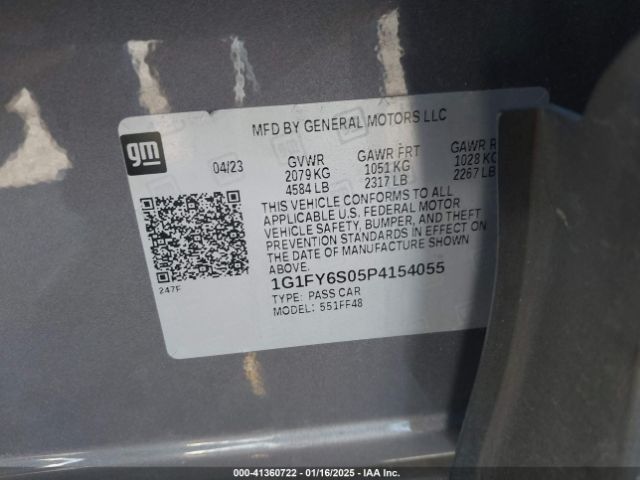 MFD BY GENERAL MOTORS LLC
gm
04/23
GVWR GAWR FRT GAWR R
2079 KG 1051 KG 1028 KG
4584 LB 2317 LB 2267 LB
THIS VEHICLE CONFORMS TO ALL
APPLICABLE U.S. FEDERAL MOTOR
VEHICLE SAFETY, BUMPER, AND THEFT
PREVENTION STANDARDS IN EFFECT ON
THE DATE OF MANUFACTURE SHOWN
ABOVE.
1G1FY6S05P4154055
247F
TYPE: PASS CAR
MODEL: 551FF48
000-41360722 - 01/16/2025 - IAA Inc.